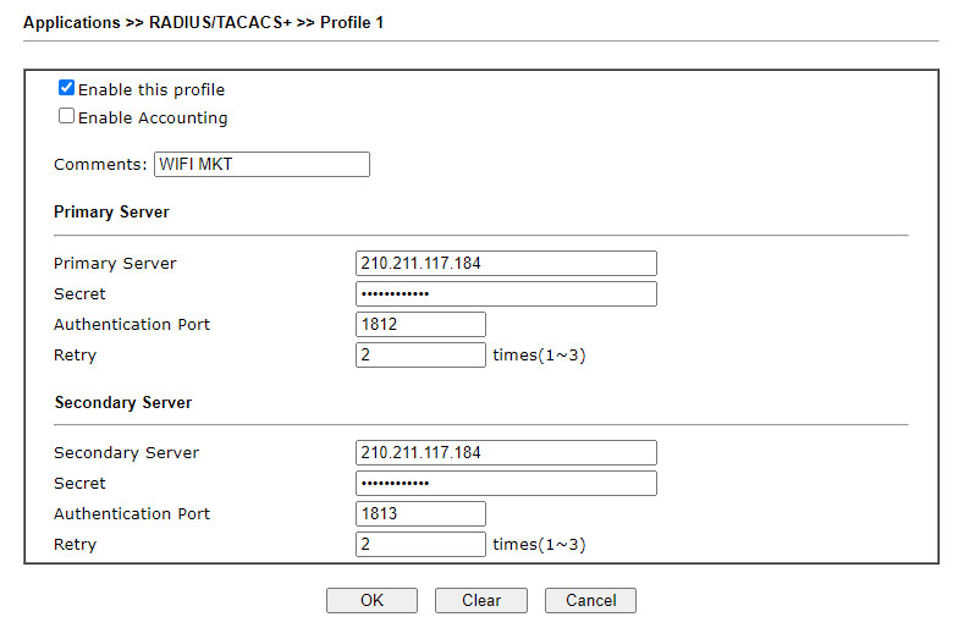 Applications >> RADIUS/TACACS+ >> Profile 1
Enable this profile
Enable Accounting
Comments: WIFI MKT
Primary Server
Primary Server 210.211.117.184
Secret ••••••••••••
Authentication Port 1812
Retry 2 times(1~3)
Secondary Server
Secondary Server 210.211.117.184
Secret ••••••••••••
Authentication Port 1813
Retry 2 times(1~3)
OK Clear Cancel